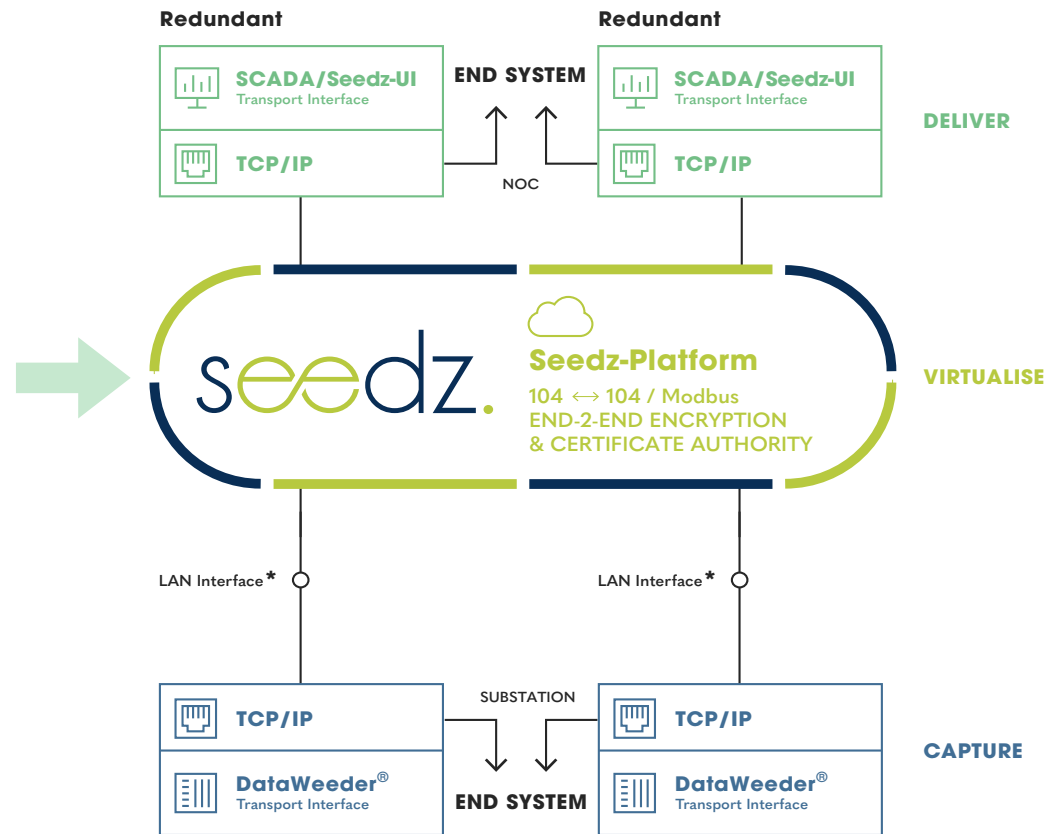 Redundant
Redundant
SCADA/Seedz-UI
Transport Interface
TCP/IP
END SYSTEM
NOC
SCADA/Seedz-UI
Transport Interface
TCP/IP
DELIVER
seedz.
Seedz-Platform
104 ↔ 104 / Modbus
END-2-END ENCRYPTION
& CERTIFICATE AUTHORITY
VIRTUALISE
LAN Interface*
LAN Interface*
TCP/IP
DataWeeder®
Transport Interface
SUBSTATION
END SYSTEM
TCP/IP
DataWeeder®
Transport Interface
CAPTURE